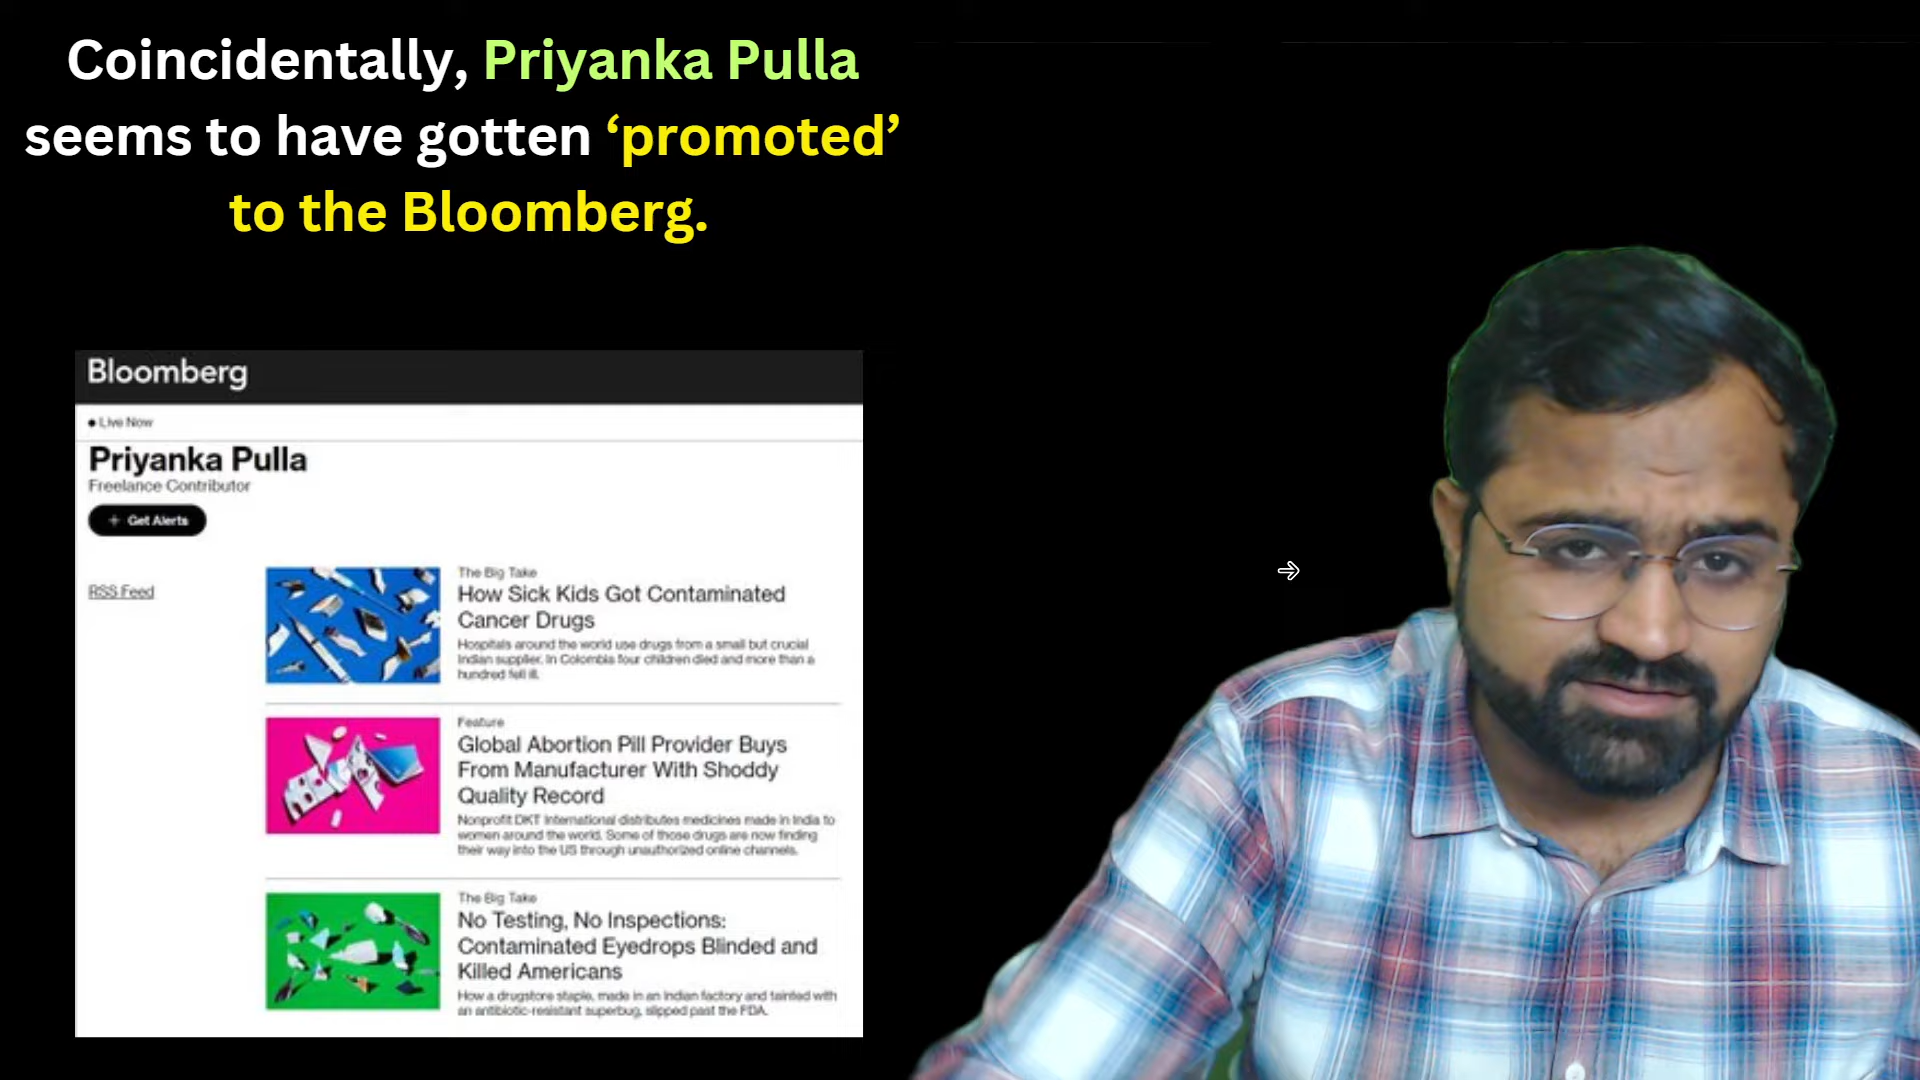 Coincidentally, Priyanka Pulla
seems to have gotten ‘promoted’
to the Bloomberg.
Bloomberg
Live Now
Priyanka Pulla
Freelance Contributor
+ Get Alerts
RSS Feed
The Big Take
How Sick Kids Got Contaminated
Cancer Drugs
Hospitals around the world use drugs from a small but crucial
Indian supplier. In Colombia four children died and more than a
hundred fell ill.
Feature
Global Abortion Pill Provider Buys
From Manufacturer With Shoddy
Quality Record
Nonprofit DKT International distributes medicines made in India to
women around the world. Some of those drugs are now finding
their way into the US through unauthorized online channels.
The Big Take
No Testing, No Inspections:
Contaminated Eyedrops Blinded and
Killed Americans
How a drugstore staple, made in an Indian factory and tainted with
an antibiotic-resistant superbug, slipped past the FDA.